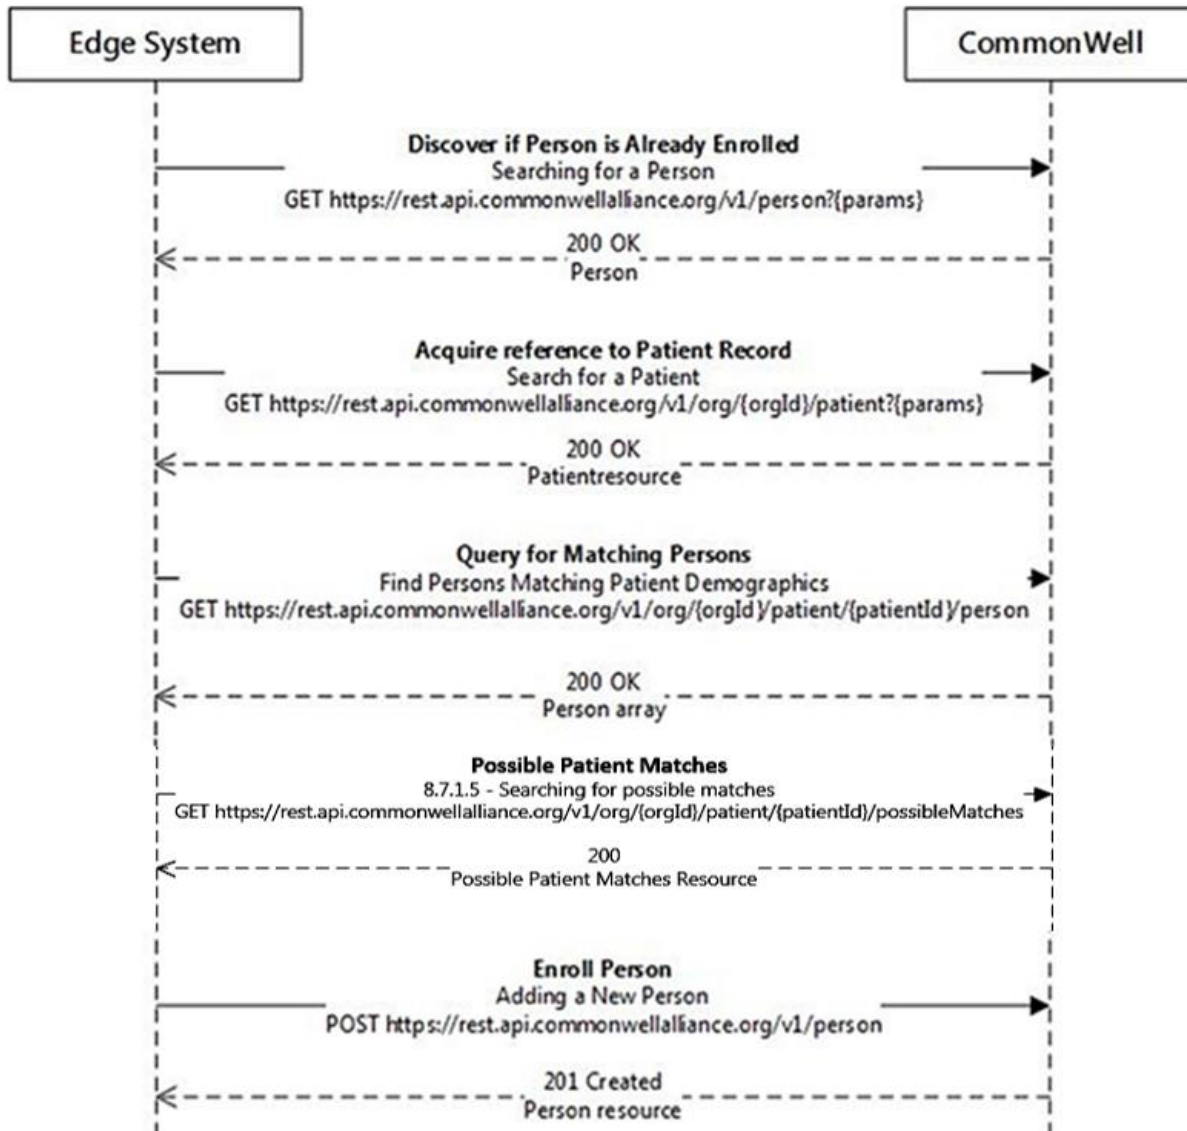 Edge System
CommonWell
Discover if Person is Already Enrolled
Searching for a Person
GET https://rest.api.commonwellalliance.org/v1/person?{params}
200 OK
Person
Acquire reference to Patient Record
Search for a Patient
GET https://rest.api.commonwellalliance.org/v1/org/{orgId}/patient?{params}
200 OK
Patientresource
Query for Matching Persons
Find Persons Matching Patient Demographics
GET https://rest.api.commonwellalliance.org/v1/org/{orgId}/patient/{patientId}/person
200 OK
Person array
Possible Patient Matches
8.7.1.5 - Searching for possible matches
GET https://rest.api.commonwellalliance.org/v1/org/{orgId}/patient/{patientId}/possibleMatches
200
Possible Patient Matches Resource
Enroll Person
Adding a New Person
POST https://rest.api.commonwellalliance.org/v1/person
201 Created
Person resource